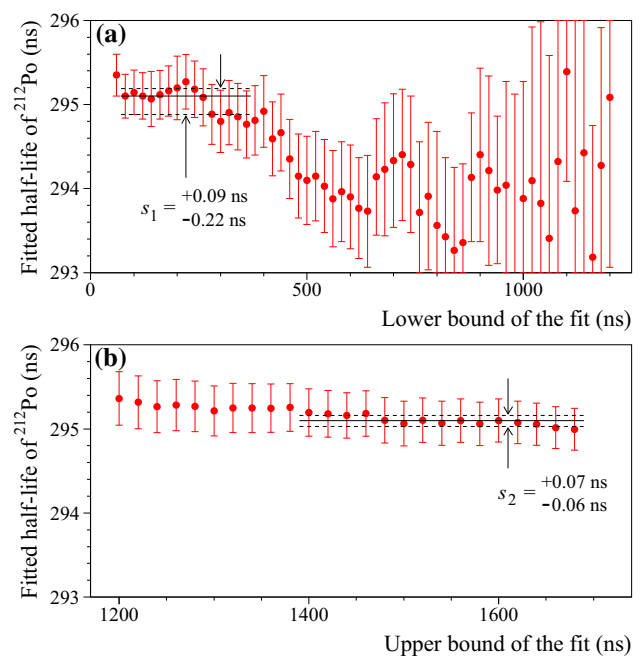 296
(a)
295
294
293
Fitted half-life of ²¹²Po (ns)
s₁ = +0.09 ns
−0.22 ns
0 500 1000
Lower bound of the fit (ns)
296
(b)
295
294
293
Fitted half-life of ²¹²Po (ns)
s₂ = +0.07 ns
−0.06 ns
1200 1400 1600
Upper bound of the fit (ns)